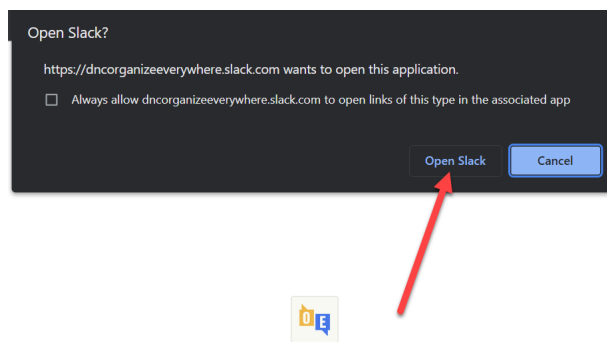 Open Slack?
https://dncorganizeeverywhere.slack.com wants to open this application.
Always allow dncorganizeeverywhere.slack.com to open links of this type in the associated app
Open Slack Cancel
OE